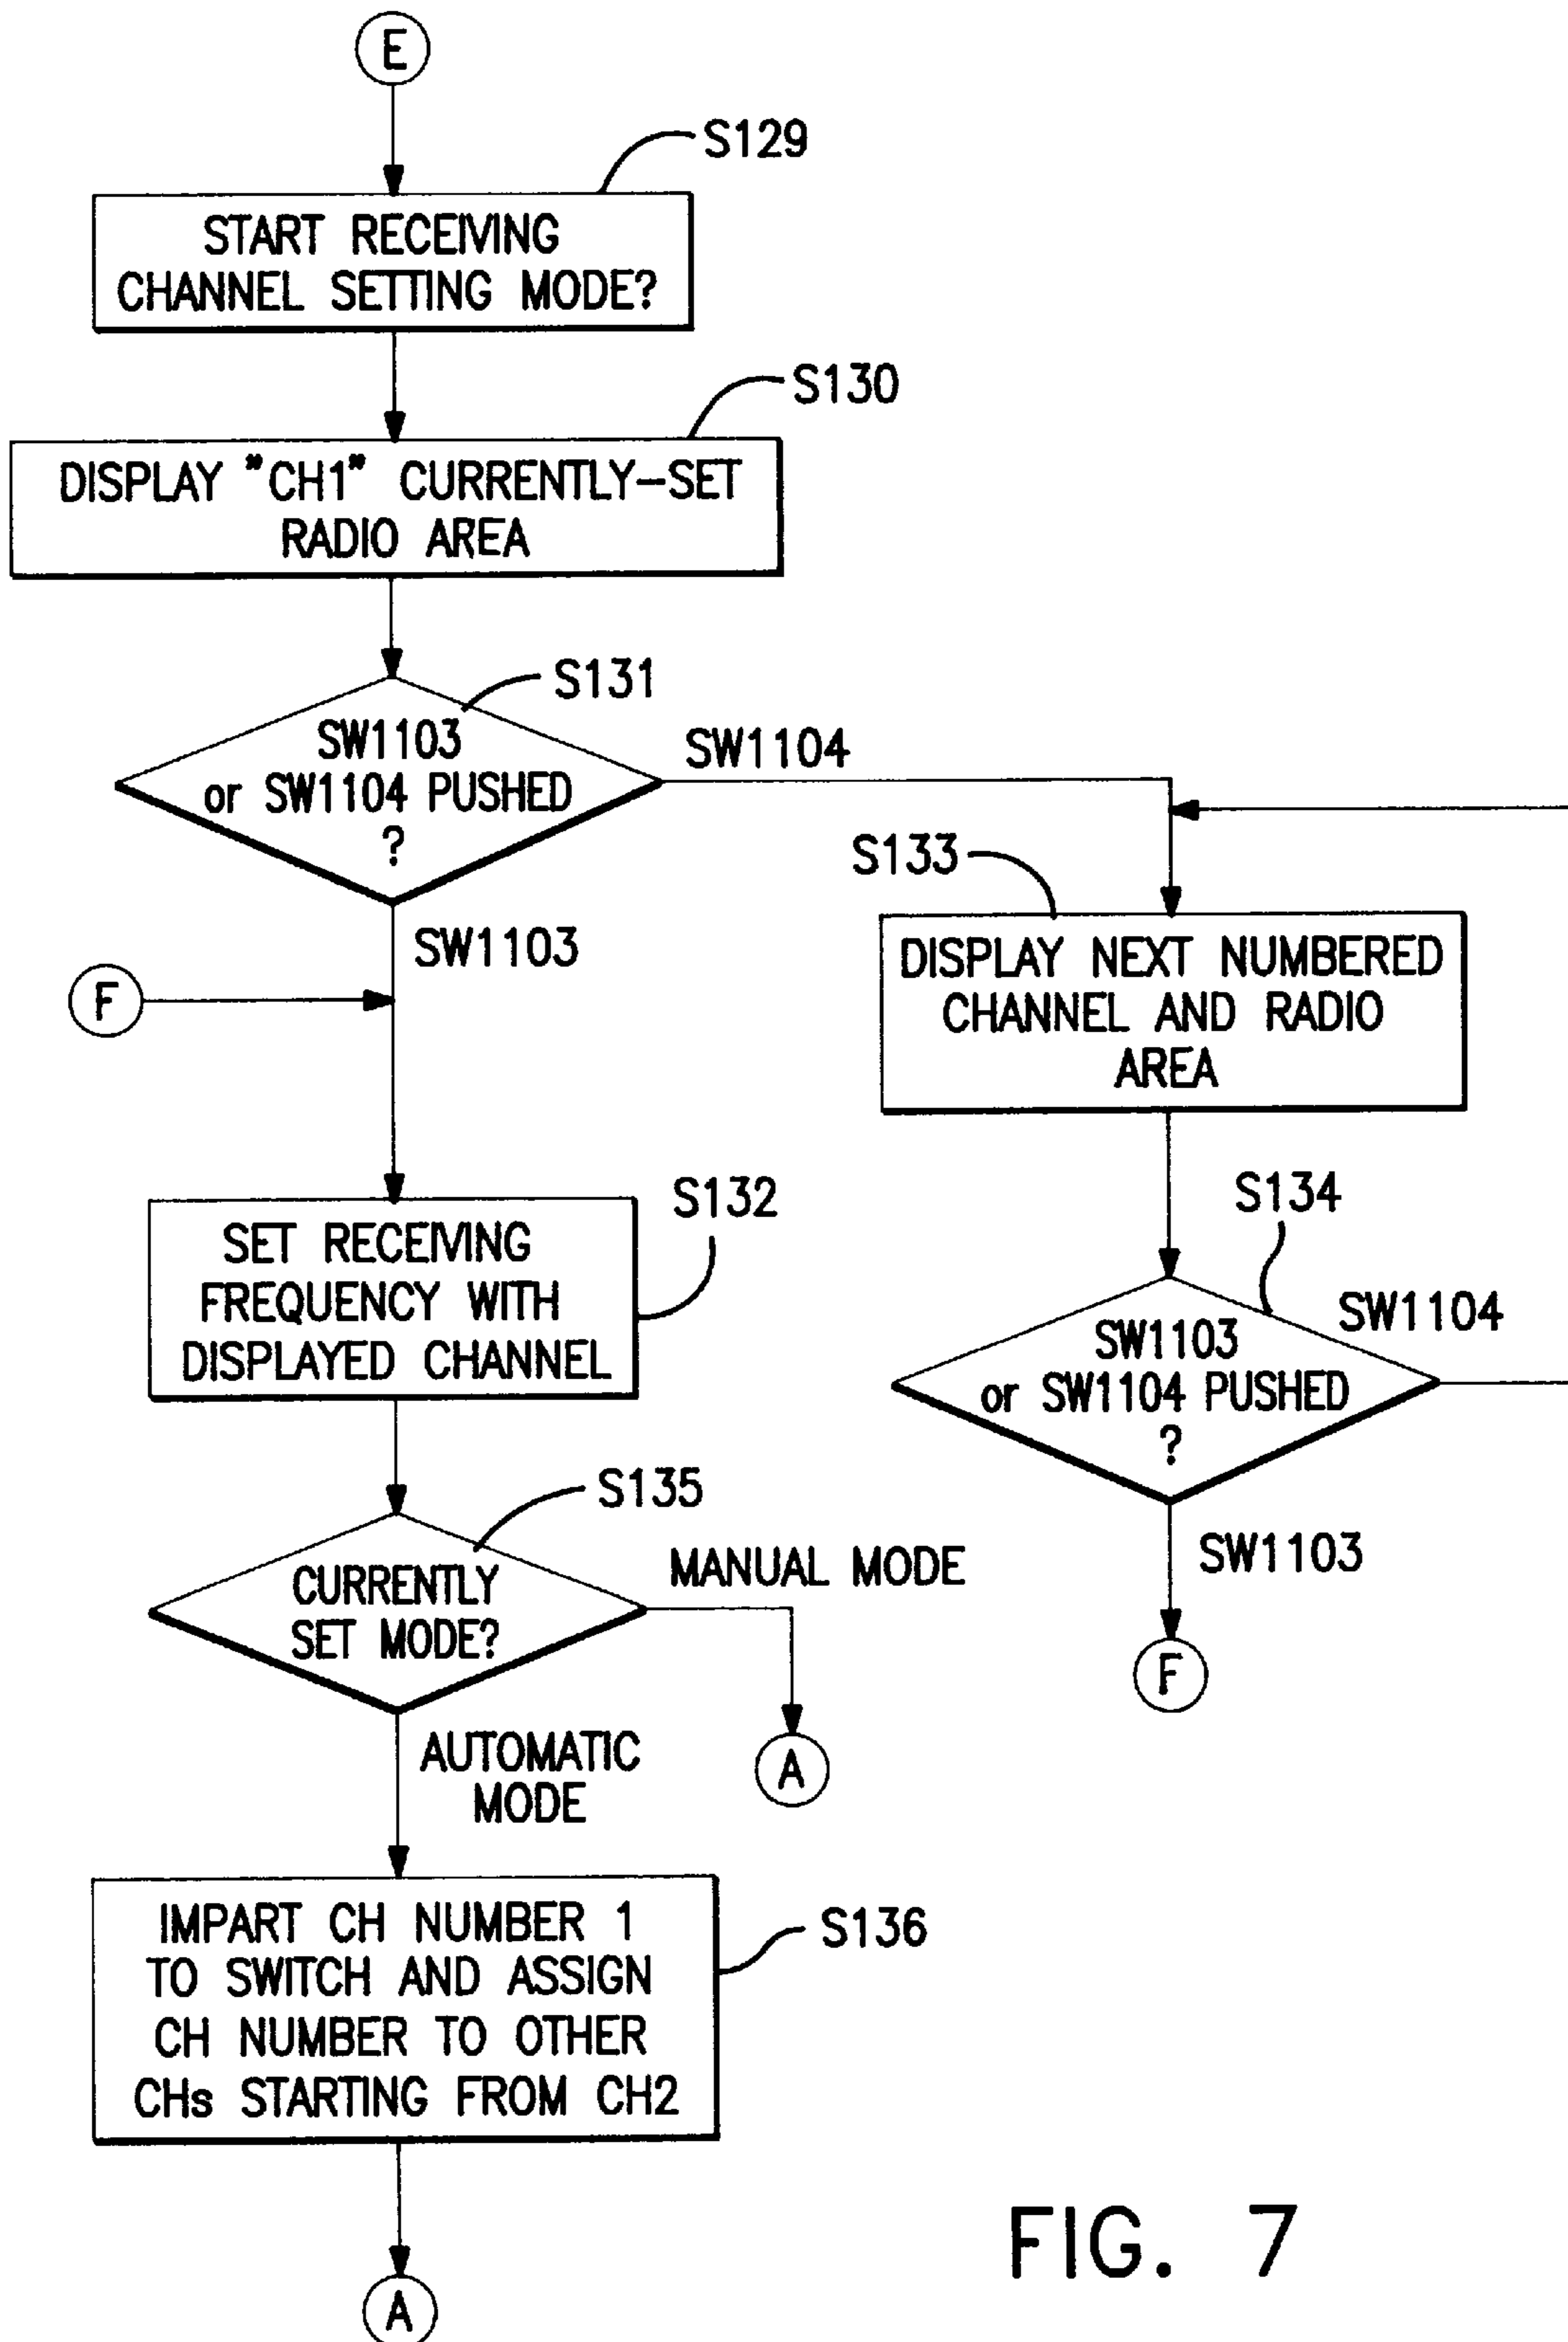 E
S129
START RECEIVING
CHANNEL SETTING MODE?
S130
DISPLAY "CH1" CURRENTLY-SET
RADIO AREA
S131
SW1103
or SW1104 PUSHED
?
SW1104
SW1103
F
S133
DISPLAY NEXT NUMBERED
CHANNEL AND RADIO
AREA
S132
SET RECEIVING
FREQUENCY WITH
DISPLAYED CHANNEL
S134
SW1103
or SW1104 PUSHED
?
SW1104
SW1103
F
S135
CURRENTLY
SET MODE?
MANUAL MODE
A
AUTOMATIC
MODE
IMPART CH NUMBER 1
TO SWITCH AND ASSIGN
CH NUMBER TO OTHER
CHs STARTING FROM CH2
S136
A
FIG. 7